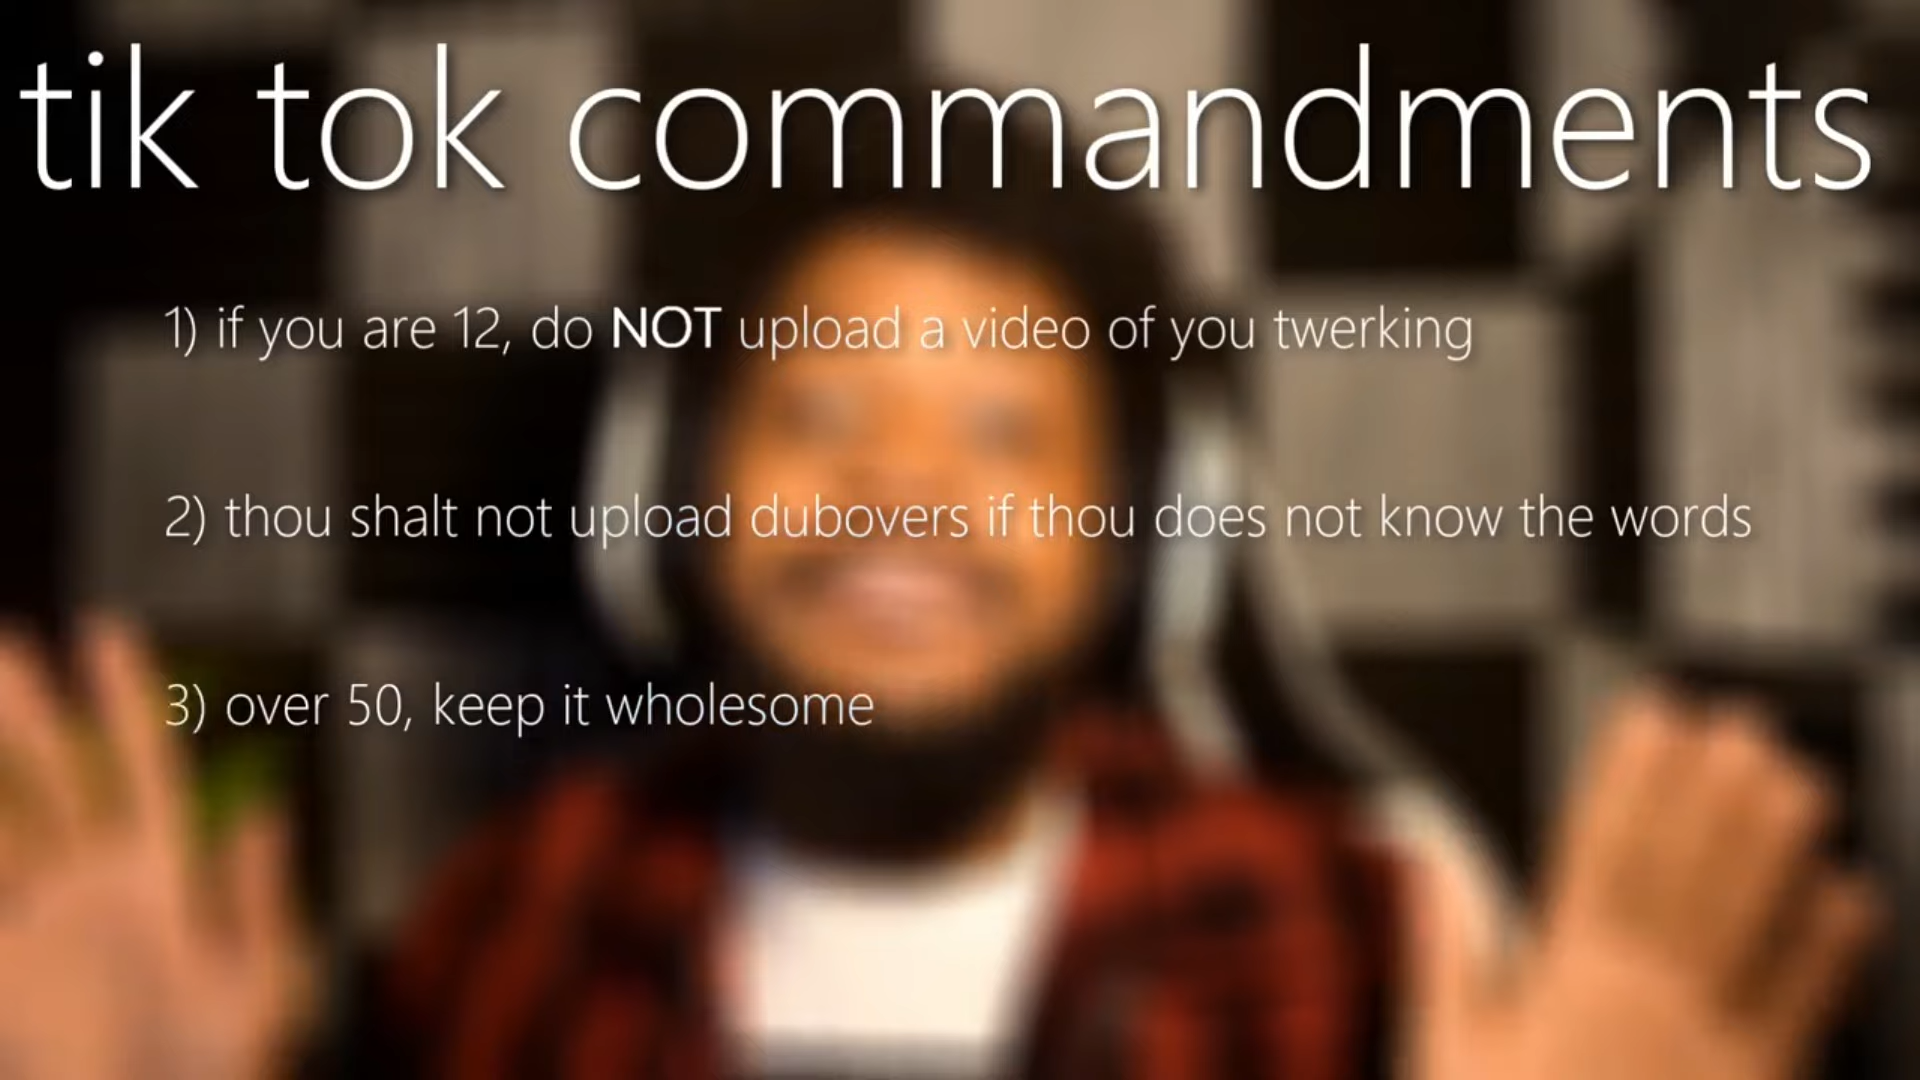 tik tok commandments
1) if you are 12, do NOT upload a video of you twerking
2) thou shalt not upload dubovers if thou does not know the words
3) over 50, keep it wholesome